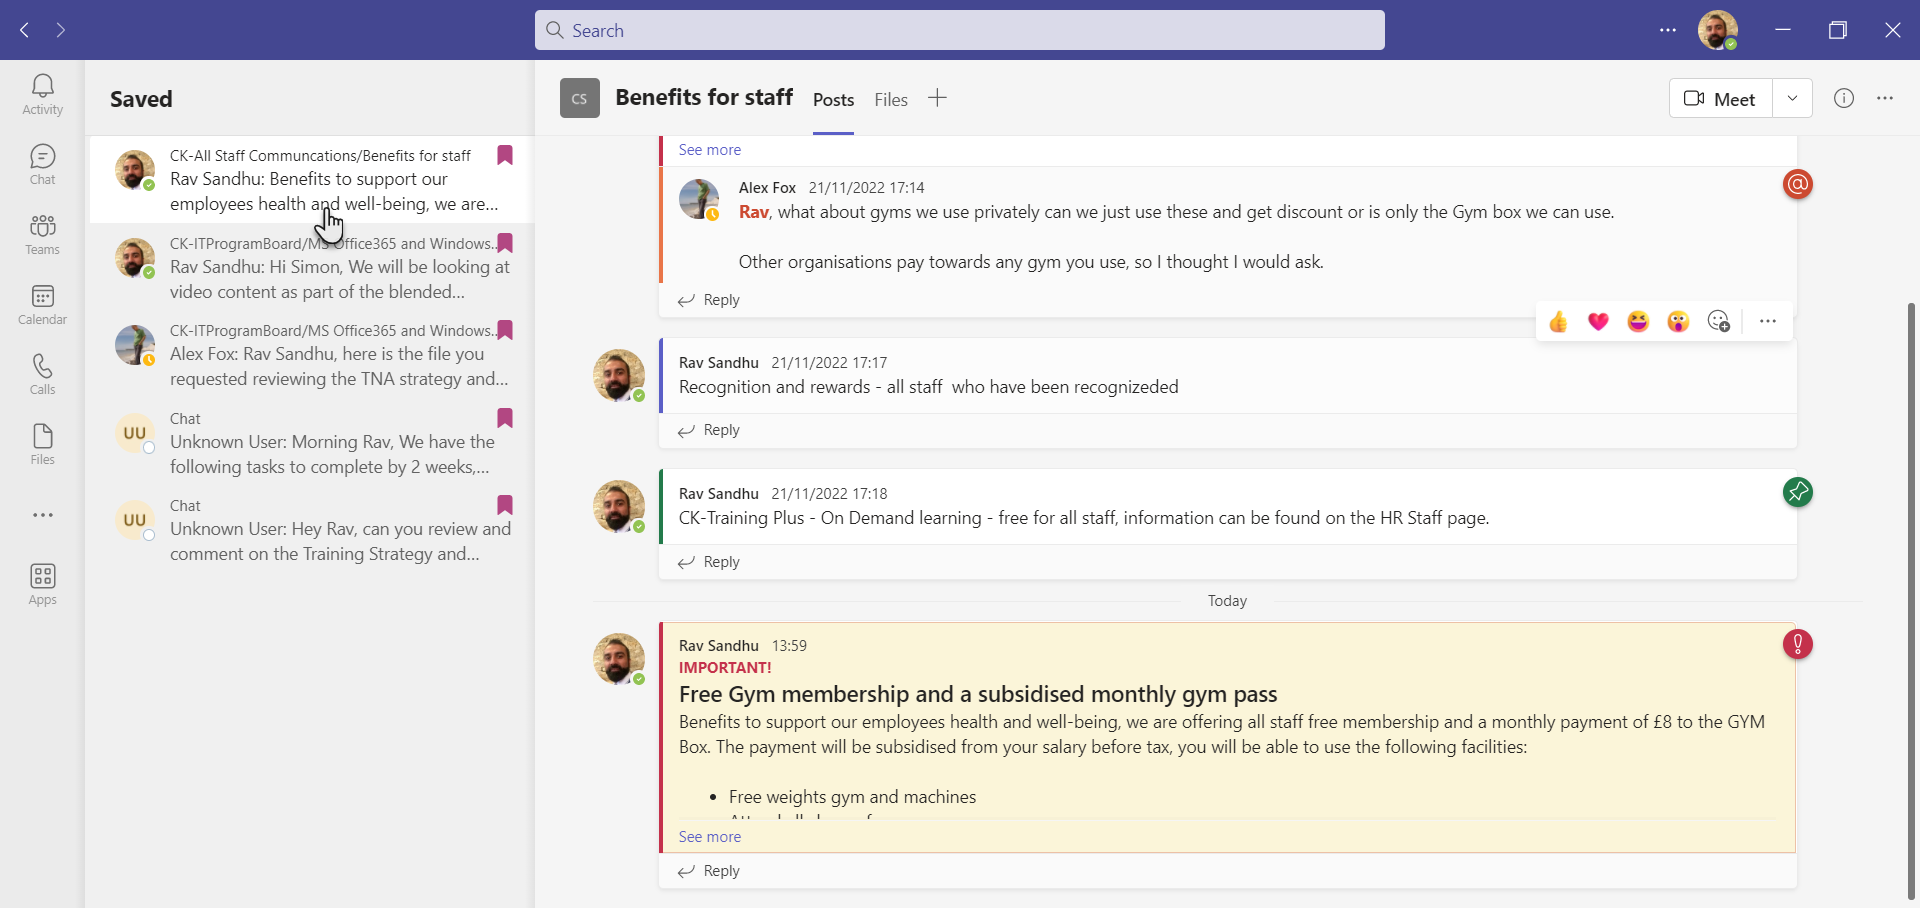 Search
Activity
Chat
Teams
Calendar
Calls
Files
Apps
Saved
CK-All Staff Communcations/Benefits for staff
Rav Sandhu: Benefits to support our
employees health and well-being, we are...
CK-ITProgramBoard/MS Office365 and Windows...
Rav Sandhu: Hi Simon, We will be looking at
video content as part of the blended...
CK-ITProgramBoard/MS Office365 and Windows...
Alex Fox: Rav Sandhu, here is the file you
requested reviewing the TNA strategy and...
UU
Chat
Unknown User: Morning Rav, We have the
following tasks to complete by 2 weeks,...
UU
Chat
Unknown User: Hey Rav, can you review and
comment on the Training Strategy and...
CS
Benefits for staff
Posts
Files
Meet
See more
Alex Fox 21/11/2022 17:14
Rav, what about gyms we use privately can we just use these and get discount or is only the Gym box we can use.
Other organisations pay towards any gym you use, so I thought I would ask.
Reply
Rav Sandhu 21/11/2022 17:17
Recognition and rewards - all staff who have been recognizeded
Reply
Rav Sandhu 21/11/2022 17:18
CK-Training Plus - On Demand learning - free for all staff, information can be found on the HR Staff page.
Reply
Today
Rav Sandhu 13:59
IMPORTANT!
Free Gym membership and a subsidised monthly gym pass
Benefits to support our employees health and well-being, we are offering all staff free membership and a monthly payment of £8 to the GYM
Box. The payment will be subsidised from your salary before tax, you will be able to use the following facilities:
• Free weights gym and machines
See more
Reply